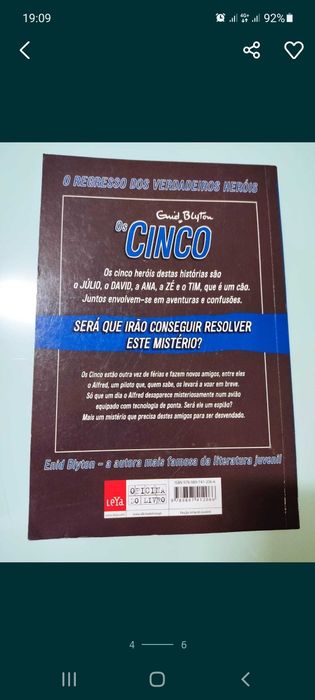 19:09
92%
O REGRESSO DOS VERDADEIROS HERÓIS
Enid Blyton
Os
CINCO
Os cinco heróis destas histórias são
o JÚLIO, o DAVID, a ANA, a ZÉ e o TIM, que é um cão.
Juntos envolvem-se em aventuras e confusões.
SERÁ QUE IRÃO CONSEGUIR RESOLVER
ESTE MISTÉRIO?
Os Cinco estão outra vez de férias e fazem novos amigos, entre eles
o Alfred, um piloto que, quem sabe, os levará a voar em breve.
Só que um dia o Alfred desaparece misteriosamente num avião
equipado com tecnologia de ponta. Será ele um espião?
Mais um mistério que precisa destes amigos para ser desvendado.
Enid Blyton – a autora mais famosa da literatura juvenil
LEYA
OFICINA
DO LIVRO
4
6